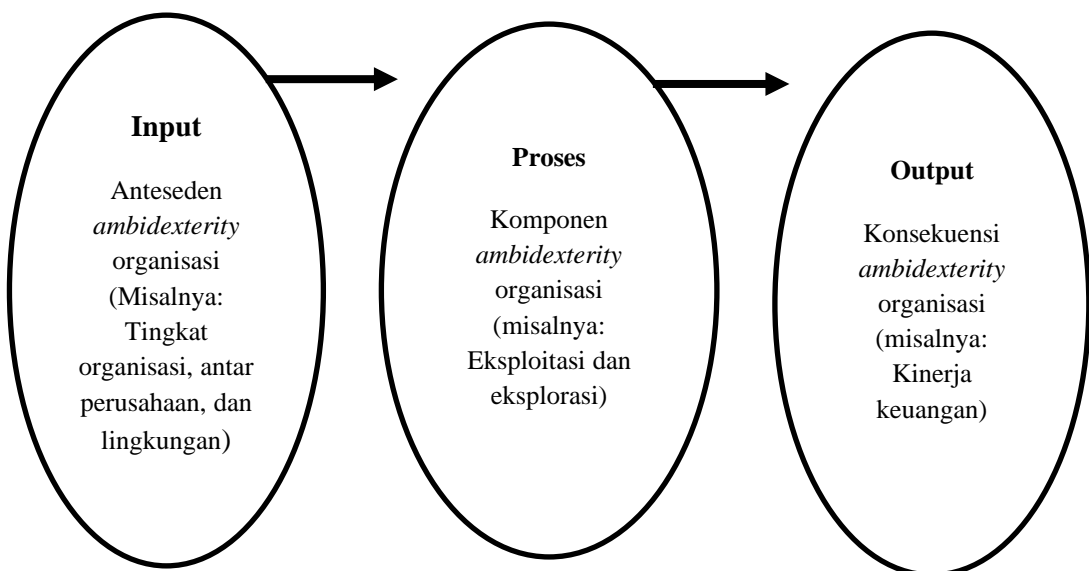 Input
Anteseden
ambidexterity
organisasi
(Misalnya:
Tingkat
organisasi, antar
perusahaan, dan
lingkungan)
Proses
Komponen
ambidexterity
organisasi
(misalnya:
Eksploitasi dan
eksplorasi)
Output
Konsekuensi
ambidexterity
organisasi
(misalnya:
Kinerja
keuangan)